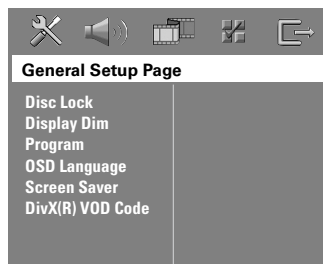 General Setup Page
Disc Lock
Display Dim
Program
OSD Language
Screen Saver
DivX(R) VOD Code